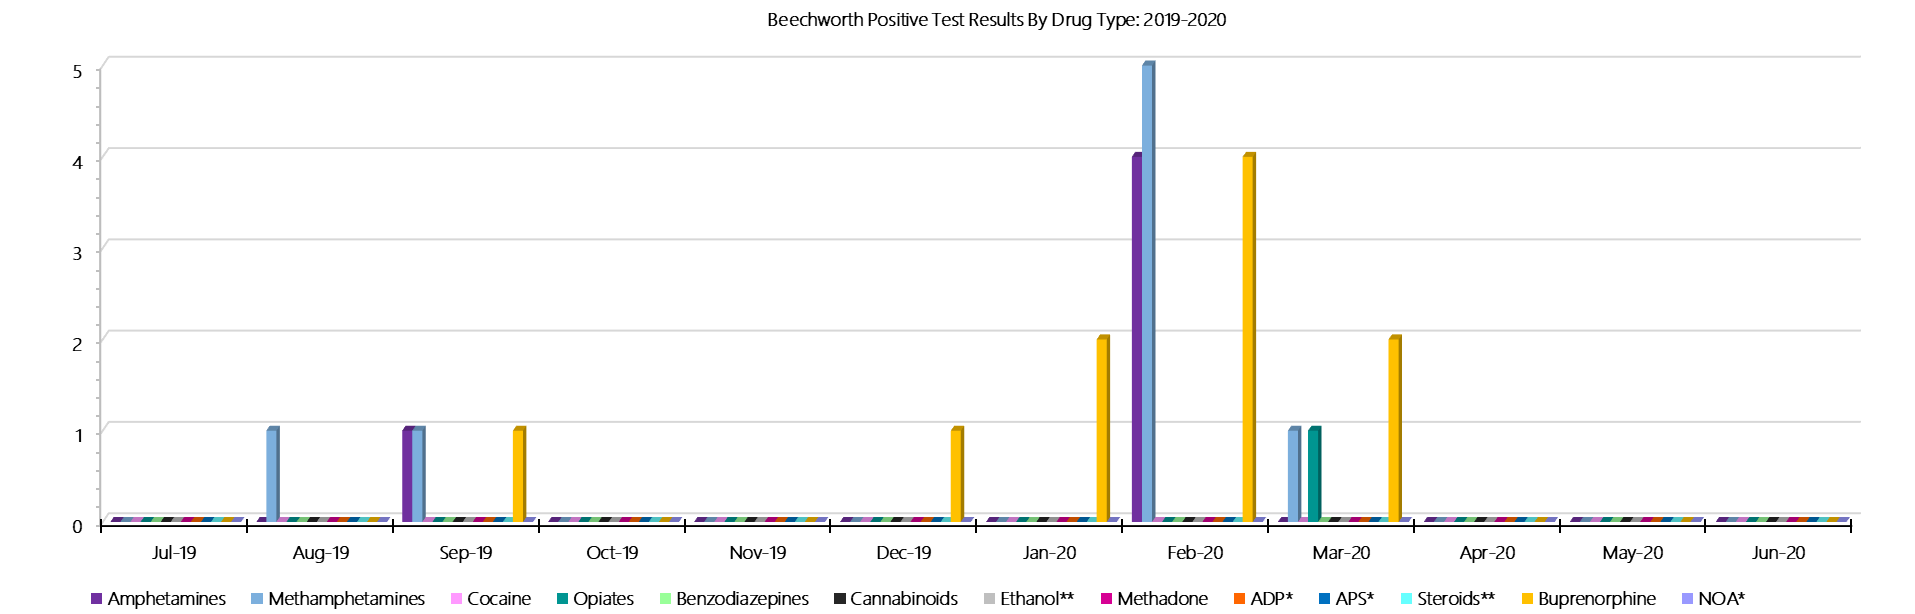 Beechworth Positive Test Results By Drug Type: 2019-2020
5
4
3
2
1
0
Jul-19 Aug-19 Sep-19 Oct-19 Nov-19 Dec-19 Jan-20 Feb-20 Mar-20 Apr-20 May-20 Jun-20
Amphetamines Methamphetamines Cocaine Opiates Benzodiazepines Cannabinoids Ethanol** Methadone ADP* APS* Steroids** Buprenorphine NOA*